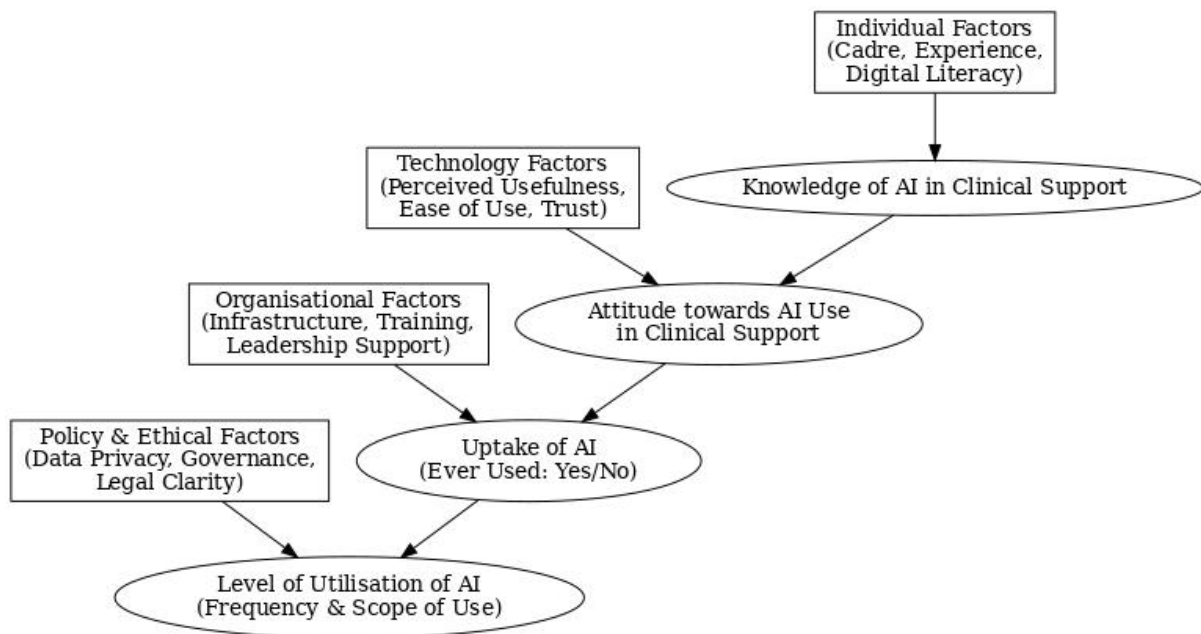 Individual Factors
(Cadre, Experience,
Digital Literacy)
Technology Factors
(Perceived Usefulness,
Ease of Use, Trust)
Knowledge of AI in Clinical Support
Organisational Factors
(Infrastructure, Training,
Leadership Support)
Attitude towards AI Use
in Clinical Support
Policy & Ethical Factors
(Data Privacy, Governance,
Legal Clarity)
Uptake of AI
(Ever Used: Yes/No)
Level of Utilisation of AI
(Frequency & Scope of Use)